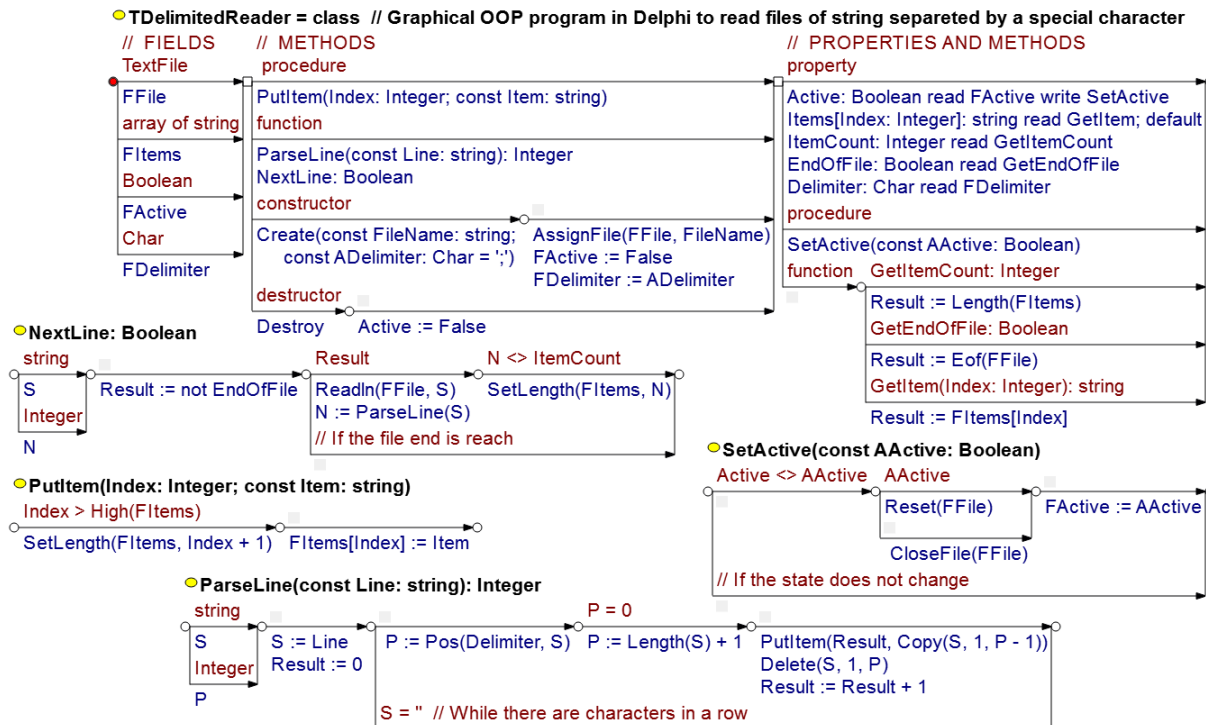 TDelimitedReader = class // Graphical OOP program in Delphi to read files of string separeted by a special character
// FIELDS
TextFile
FFile
array of string
FItems
Boolean
FActive
Char
FDelimiter
// METHODS
procedure
PutItem(Index: Integer; const Item: string)
function
ParseLine(const Line: string): Integer
NextLine: Boolean
constructor
Create(const FileName: string;
const ADelimiter: Char = ';')
AssignFile(FFile, FileName)
FActive := False
FDelimiter := ADelimiter
destructor
Destroy
Active := False
// PROPERTIES AND METHODS
property
Active: Boolean read FActive write SetActive
Items[Index: Integer]: string read GetItem; default
ItemCount: Integer read GetItemCount
EndOfFile: Boolean read GetEndOfFile
Delimiter: Char read FDelimiter
procedure
SetActive(const AActive: Boolean)
function
GetItemCount: Integer
Result := Length(FItems)
GetEndOfFile: Boolean
Result := Eof(FFile)
GetItem(Index: Integer): string
Result := FItems[Index]
NextLine: Boolean
string
S
Integer
N
Result := not EndOfFile
Result
Readln(FFile, S)
N := ParseLine(S)
// If the file end is reach
N <> ItemCount
SetLength(FItems, N)
SetActive(const AActive: Boolean)
Active <> AActive
AActive
Reset(FFile)
CloseFile(FFile)
FActive := AActive
// If the state does not change
PutItem(Index: Integer; const Item: string)
Index > High(FItems)
SetLength(FItems, Index + 1)
FItems[Index] := Item
ParseLine(const Line: string): Integer
string
S
Integer
P
S := Line
Result := 0
P := Pos(Delimiter, S)
P = 0
P := Length(S) + 1
PutItem(Result, Copy(S, 1, P - 1))
Delete(S, 1, P)
Result := Result + 1
S = '' // While there are characters in a row